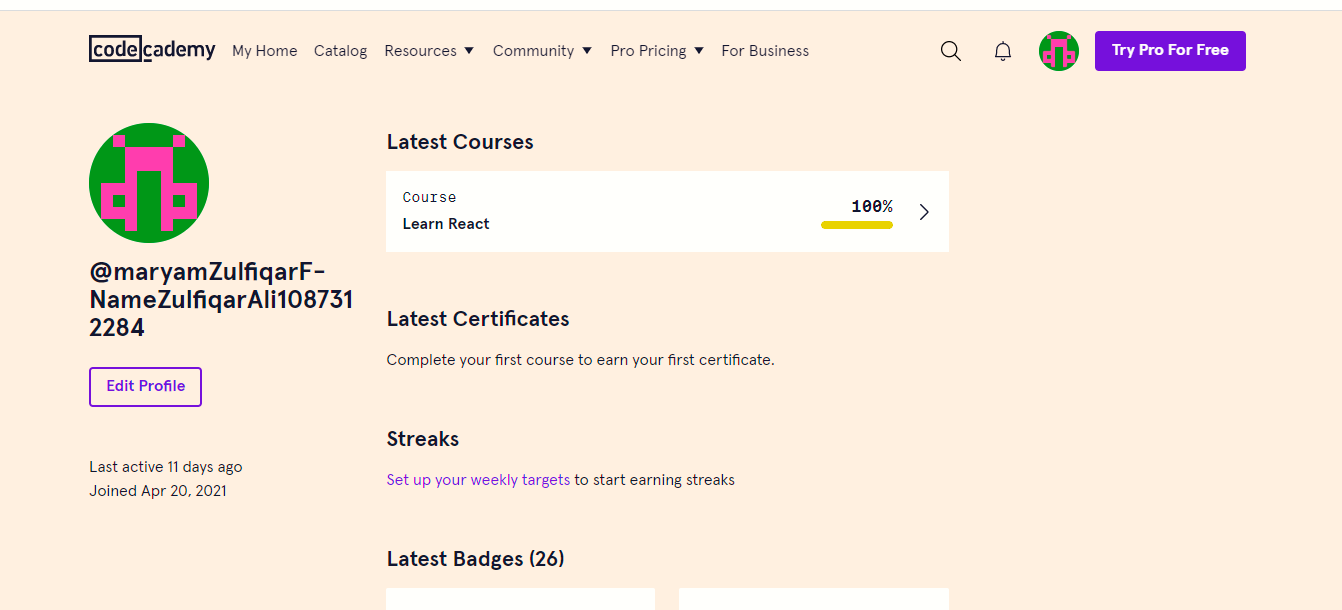 codecademy My Home Catalog Resources Community Pro Pricing For Business Try Pro For Free
@maryamZulfiqarF-
NameZulfiqarAli108731
2284
Edit Profile
Last active 11 days ago
Joined Apr 20, 2021
Latest Courses
Course
Learn React
100%
Latest Certificates
Complete your first course to earn your first certificate.
Streaks
Set up your weekly targets to start earning streaks
Latest Badges (26)